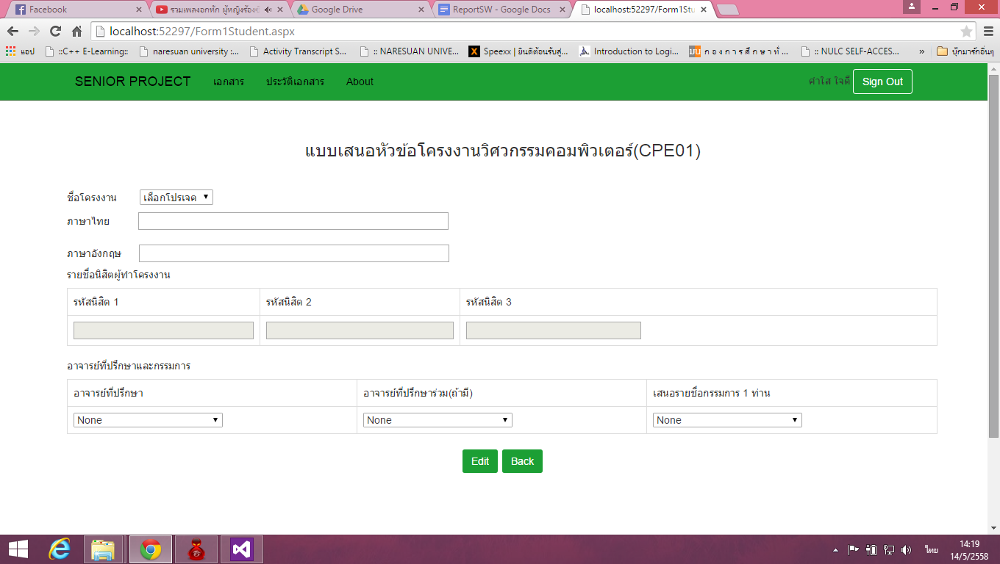 Facebook
รวมเพลงอกหัก ผู้หญิงร้อง
Google Drive
ReportSW - Google Docs
localhost:52297/Form1Stu
localhost:52297/Form1Student.aspx
แอป
::C++ E-Learning::
naresuan university :...
Activity Transcript S...
:: NARESUAN UNIVE...
Speexx | ยินดีต้อนรับสู่...
Introduction to Logi...
ก อ ง ก า ร ศึ ก ษ า ทั่ ...
:: NULC SELF-ACCES...
»
บุ๊กมาร์กอื่นๆ
SENIOR PROJECT
เอกสาร
ประวัติเอกสาร
About
คำใส ใจดี
Sign Out
แบบเสนอหัวข้อโครงงานวิศวกรรมคอมพิวเตอร์(CPE01)
ชื่อโครงงาน
เลือกโปรเจค
ภาษาไทย
ภาษาอังกฤษ
รายชื่อนิสิตผู้ทำโครงงาน
รหัสนิสิต 1
รหัสนิสิต 2
รหัสนิสิต 3
อาจารย์ที่ปรึกษาและกรรมการ
อาจารย์ที่ปรึกษา
อาจารย์ที่ปรึกษาร่วม(ถ้ามี)
เสนอรายชื่อกรรมการ 1 ท่าน
None
None
None
Edit
Back
ไทย
14:19
14/5/2558